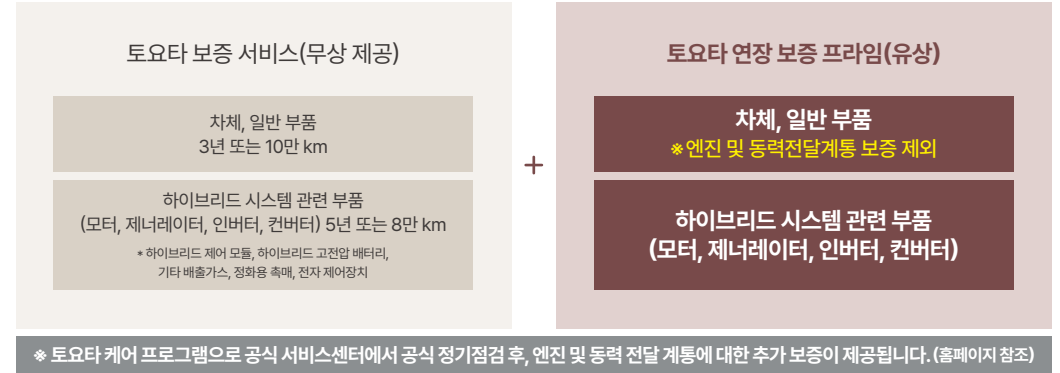 토요타 보증 서비스(무상 제공)
차체, 일반 부품
3년 또는 10만 km
하이브리드 시스템 관련 부품
(모터, 제너레이터, 인버터, 컨버터) 5년 또는 8만 km
* 하이브리드 제어 모듈, 하이브리드 고전압 배터리,
기타 배출가스, 정화용 촉매, 전자 제어장치
+
토요타 연장 보증 프라임(유상)
차체, 일반 부품
※엔진 및 동력전달계통 보증 제외
하이브리드 시스템 관련 부품
(모터, 제너레이터, 인버터, 컨버터)
※ 토요타 케어 프로그램으로 공식 서비스센터에서 공식 정기점검 후, 엔진 및 동력 전달 계통에 대한 추가 보증이 제공됩니다. (홈페이지 참조)